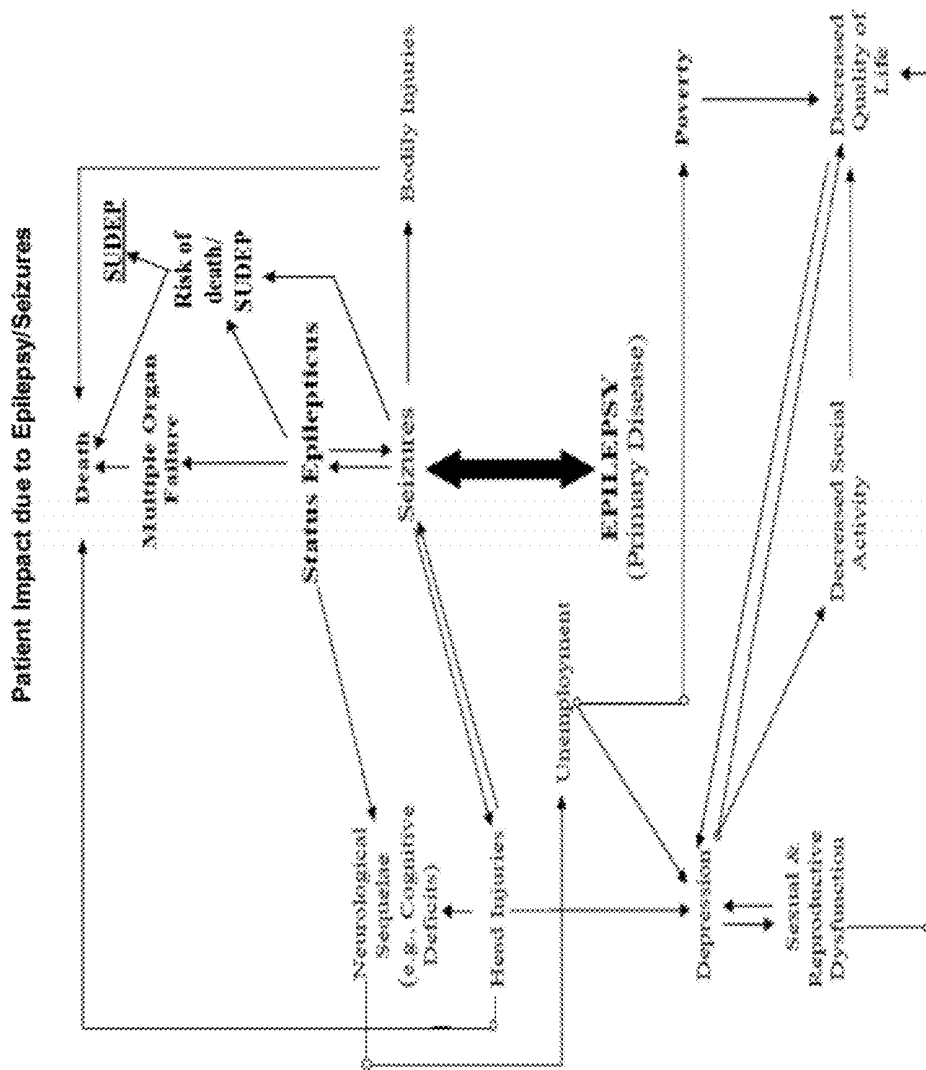 Patient Impact due to Epilepsy/Seizures
SUDEP
Death
Risk of
death/
SUDEP
Multiple Organ
Failure
Status Epilepticus
Neurological
Sequelae
(e.g., Cognitive
Deficits)
Seizures
Bodily Injuries
Head Injuries
Unemployment
EPILEPSY
(Primary Disease)
Poverty
Depression
Sexual &
Reproductive
Dysfunction
Decreased Social
Activity
Decreased
Quality of
Life